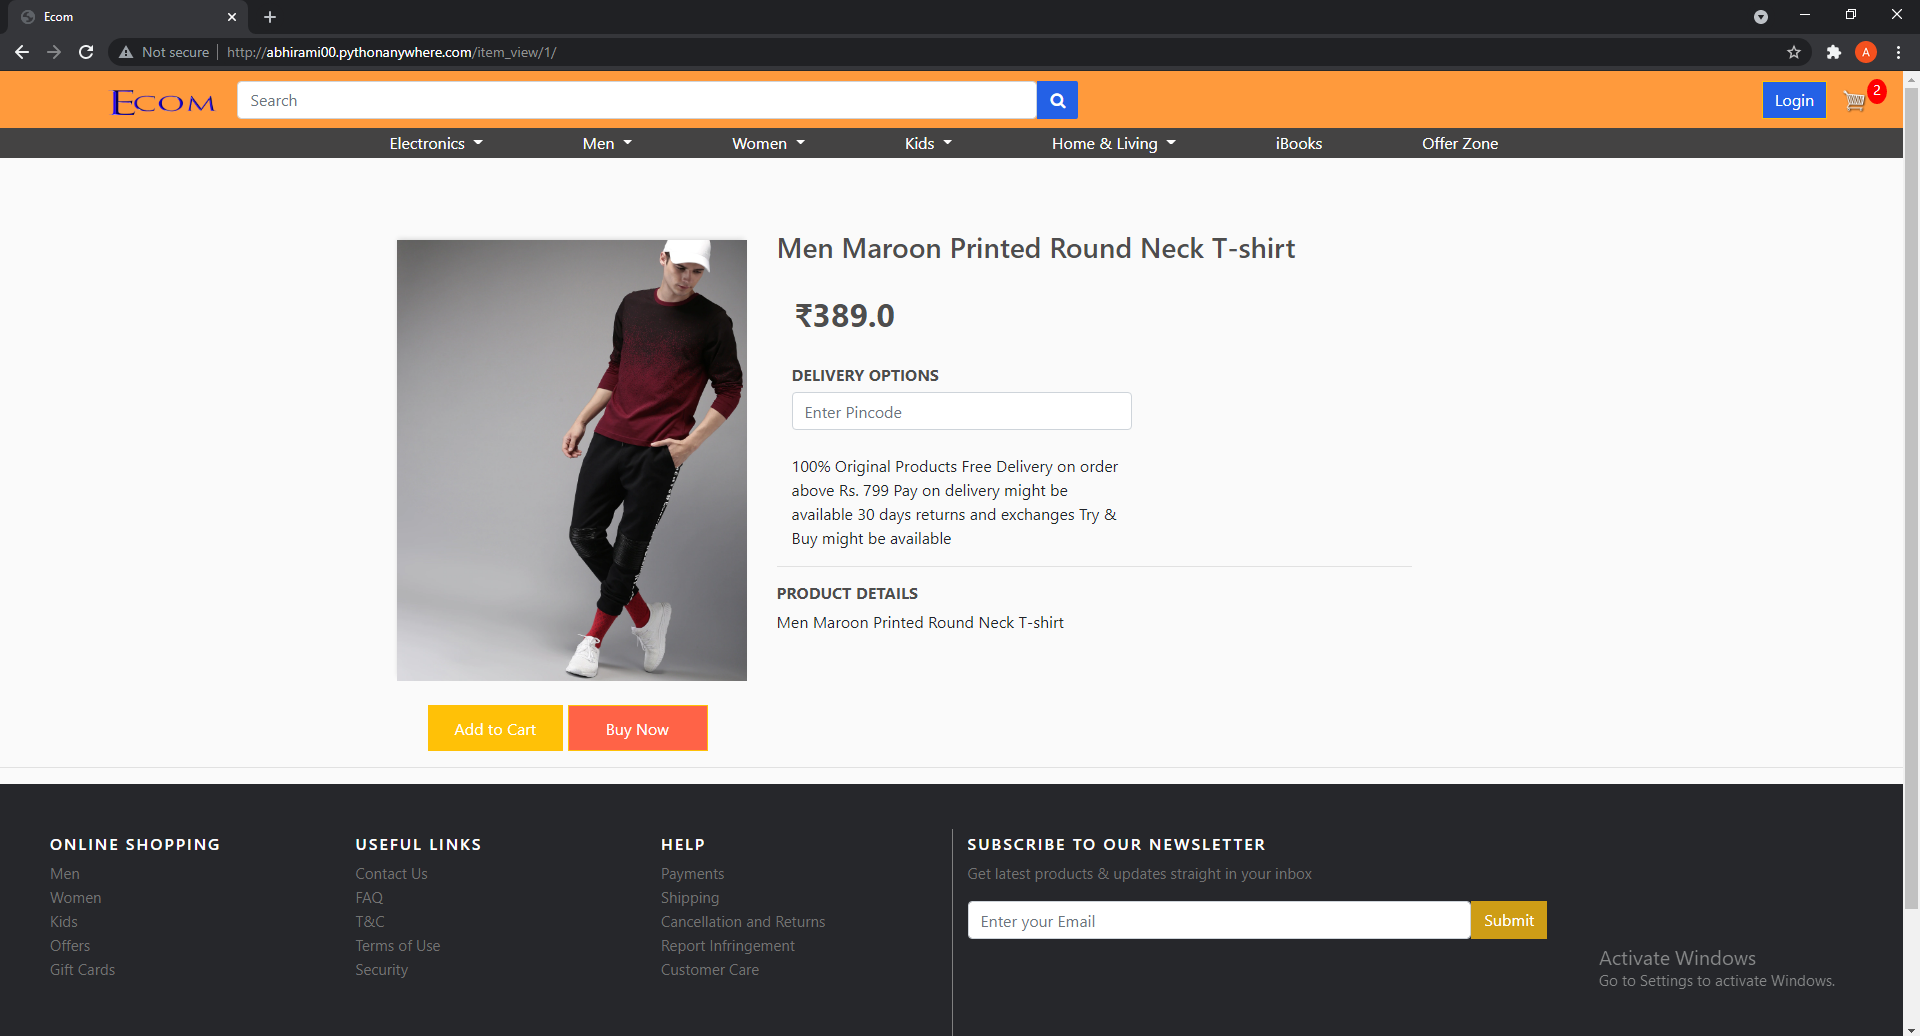 Ecom
Not secure | http://abhirami00.pythonanywhere.com/item_view/1/
A
Ecom
Search
Login
2
Electronics Men Women Kids Home & Living iBooks Offer Zone
Men Maroon Printed Round Neck T-shirt
₹389.0
DELIVERY OPTIONS
Enter Pincode
100% Original Products Free Delivery on order
above Rs. 799 Pay on delivery might be
available 30 days returns and exchanges Try &
Buy might be available
PRODUCT DETAILS
Men Maroon Printed Round Neck T-shirt
Add to Cart
Buy Now
ONLINE SHOPPING
Men
Women
Kids
Offers
Gift Cards
USEFUL LINKS
Contact Us
FAQ
T&C
Terms of Use
Security
HELP
Payments
Shipping
Cancellation and Returns
Report Infringement
Customer Care
SUBSCRIBE TO OUR NEWSLETTER
Get latest products & updates straight in your inbox
Enter your Email
Submit
Activate Windows
Go to Settings to activate Windows.